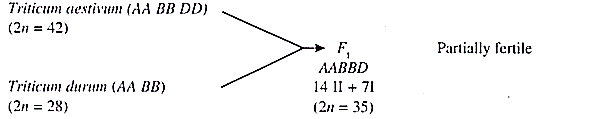 Triticum aestivum (AA BB DD)
(2n = 42)
F₁
Partially fertile
AABBD
14 II + 7I
(2n = 35)
Triticum durum (AA BB)
(2n = 28)